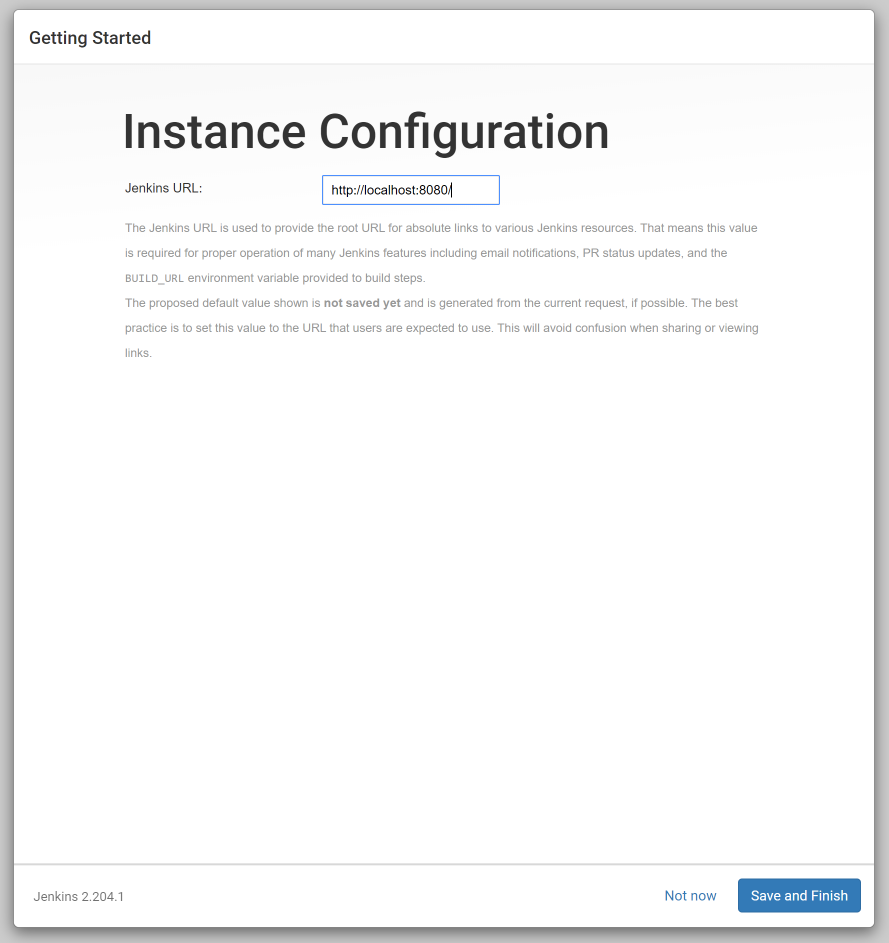 Getting Started
Instance Configuration
Jenkins URL:
http://localhost:8080/
The Jenkins URL is used to provide the root URL for absolute links to various Jenkins resources. That means this value
is required for proper operation of many Jenkins features including email notifications, PR status updates, and the
BUILD_URL environment variable provided to build steps.
The proposed default value shown is not saved yet and is generated from the current request, if possible. The best
practice is to set this value to the URL that users are expected to use. This will avoid confusion when sharing or viewing
links.
Jenkins 2.204.1
Not now
Save and Finish